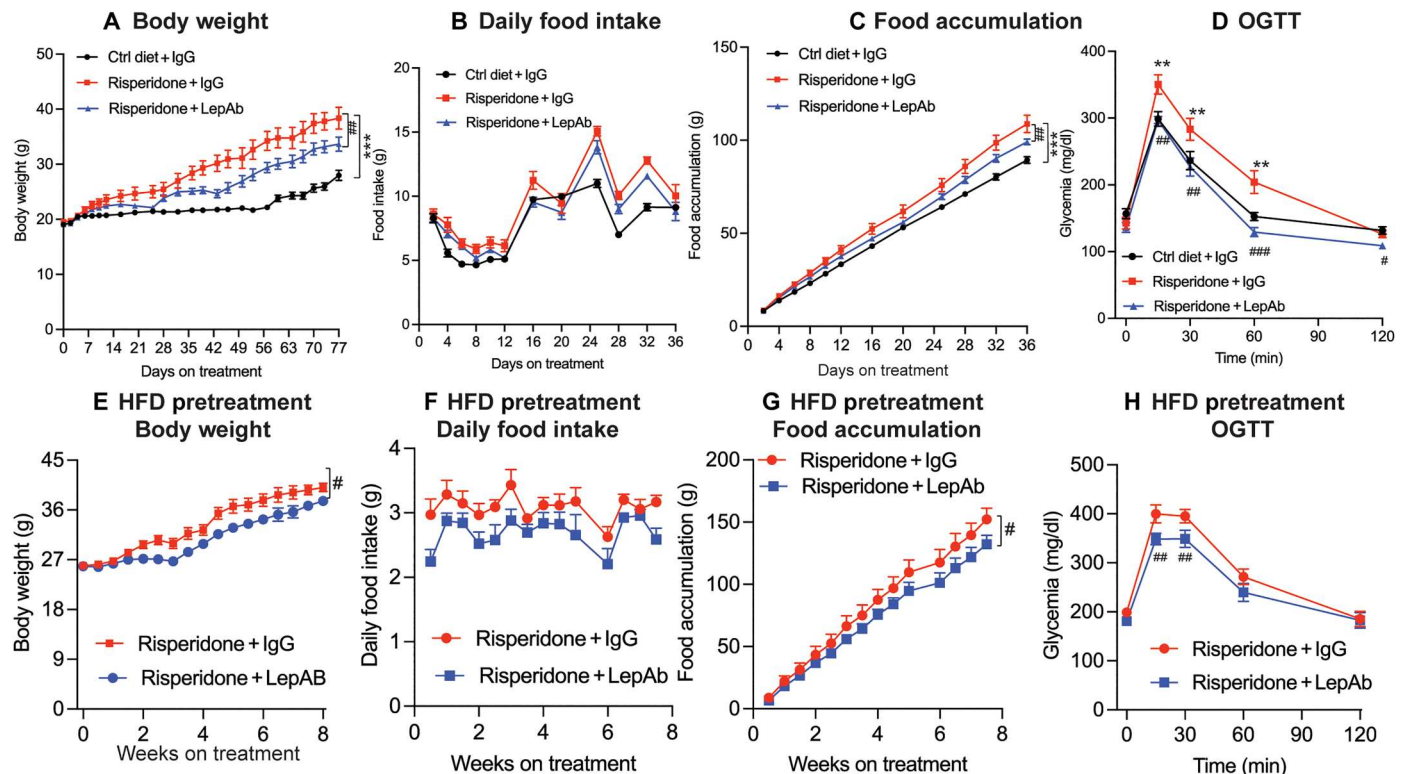 A Body weight
50
40
30
20
10
0
Body weight (g)
Ctrl diet + IgG
Risperidone + IgG
Risperidone + LepAb
##
***
0 7 14 21 28 35 42 49 56 63 70 77
Days on treatment
B Daily food intake
20
15
10
5
0
Food intake (g)
Ctrl diet + IgG
Risperidone + IgG
Risperidone + LepAb
0 4 8 12 16 20 24 28 32 36
Days on treatment
C Food accumulation
150
100
50
0
Food accumulation (g)
Ctrl diet + IgG
Risperidone + IgG
Risperidone + LepAb
##
***
0 4 8 12 16 20 24 28 32 36
Days on treatment
D OGTT
400
300
200
100
0
Glycemia (mg/dl)
**
**
**
##
##
###
#
Ctrl diet + IgG
Risperidone + IgG
Risperidone + LepAb
0 30 60 90 120
Time (min)
E HFD pretreatment
Body weight
45
36
27
18
9
0
Body weight (g)
#
Risperidone + IgG
Risperidone + LepAB
0 2 4 6 8
Weeks on treatment
F HFD pretreatment
Daily food intake
4
3
2
1
0
Daily food intake (g)
Risperidone + IgG
Risperidone + LepAb
0 2 4 6 8
Weeks on treatment
G HFD pretreatment
Food accumulation
200
150
100
50
0
Food accumulation (g)
Risperidone + IgG
Risperidone + LepAb
#
0 2 4 6 8
Weeks on treatment
H HFD pretreatment
OGTT
500
400
300
200
100
0
Glycemia (mg/dl)
## ##
Risperidone + IgG
Risperidone + LepAb
0 30 60 90 120
Time (min)